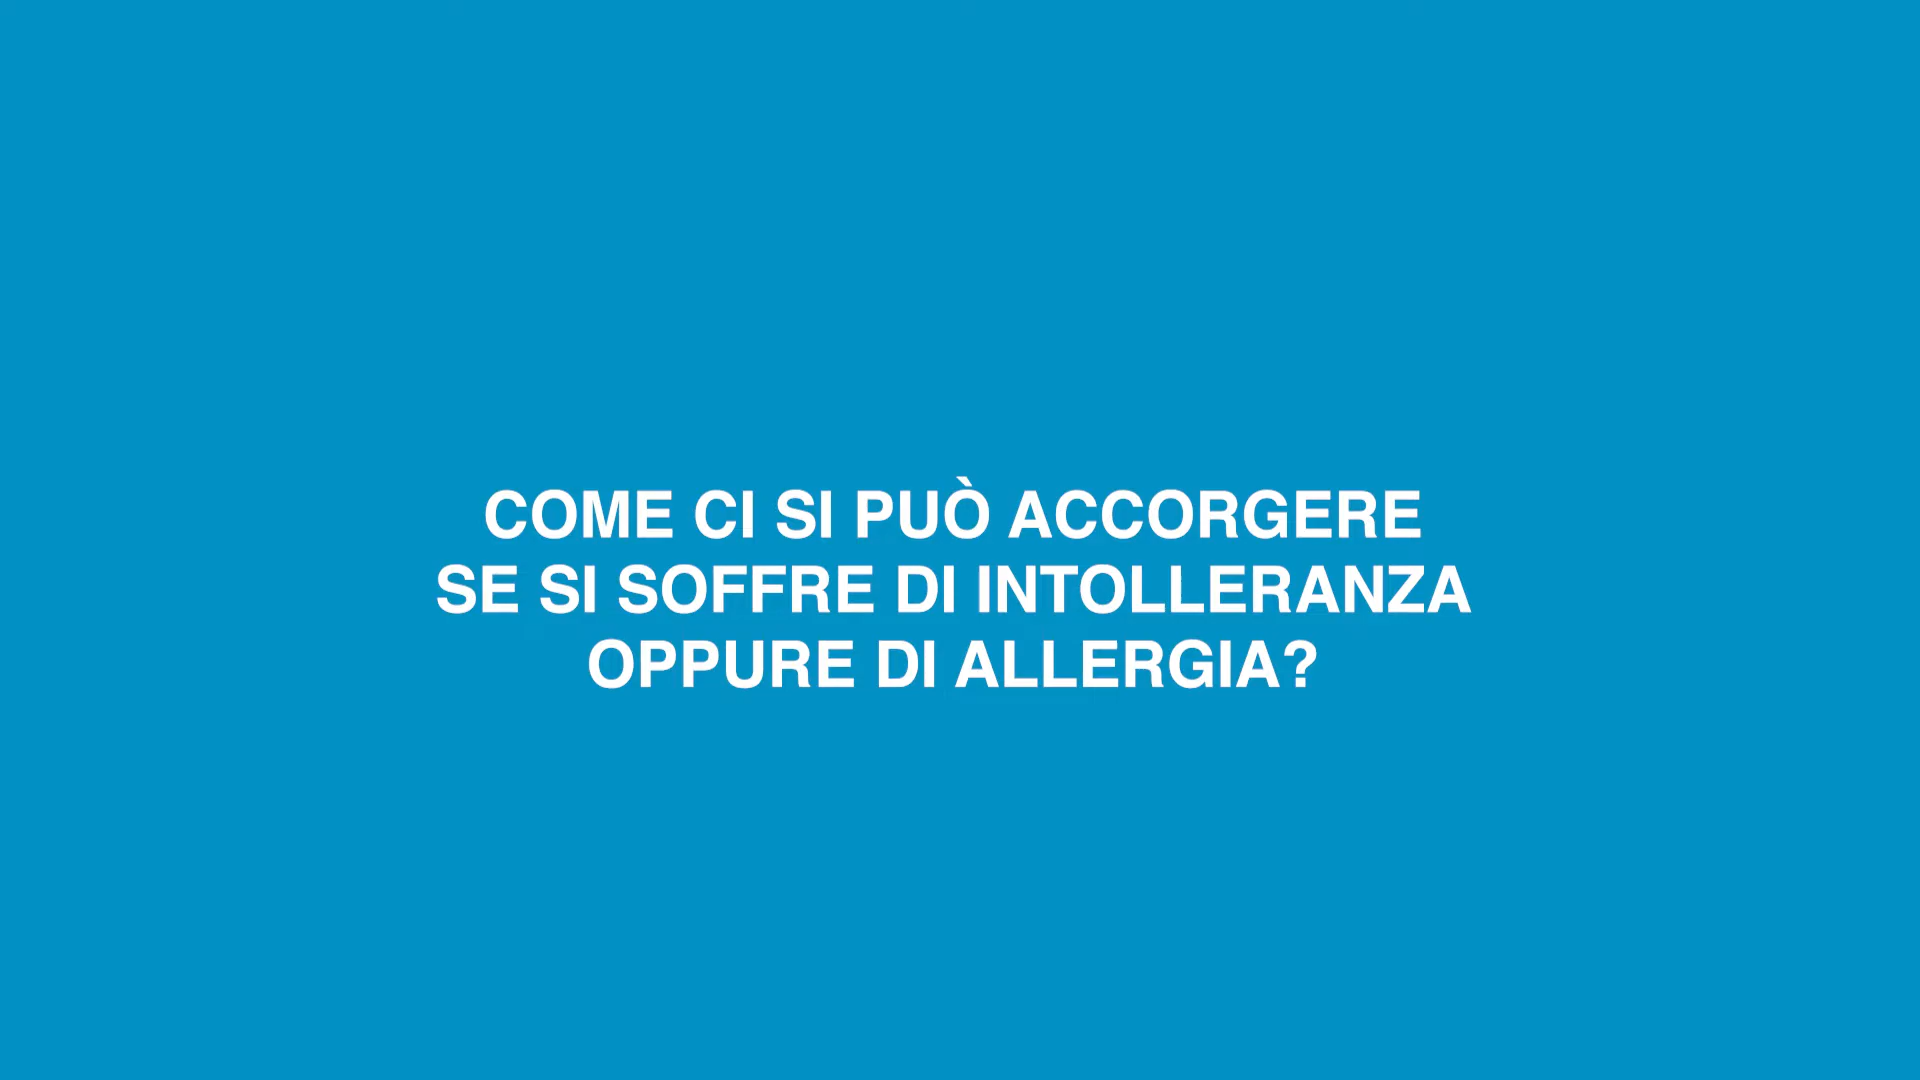 COME CI SI PUÒ ACCORGERE
SE SI SOFFRE DI INTOLLERANZA
OPPURE DI ALLERGIA?